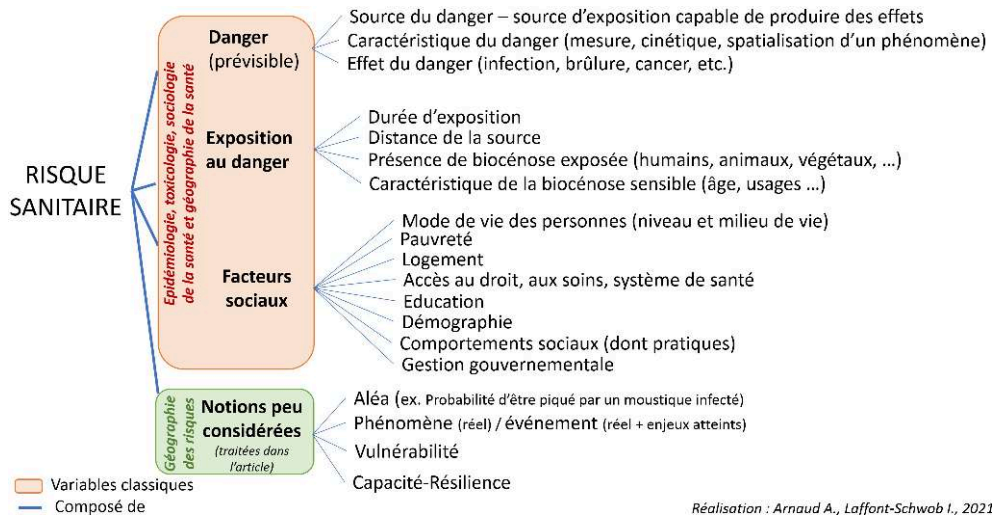 RISQUE
SANITAIRE
Epidémiologie, toxicologie, sociologie
de la santé et géographie de la santé
Danger
(prévisible)
Source du danger – source d'exposition capable de produire des effets
Caractéristique du danger (mesure, cinétique, spatialisation d'un phénomène)
Effet du danger (infection, brûlure, cancer, etc.)
Exposition
au danger
Durée d'exposition
Distance de la source
Présence de biocénose exposée (humains, animaux, végétaux, ...)
Caractéristique de la biocénose sensible (âge, usages ...)
Facteurs
sociaux
Mode de vie des personnes (niveau et milieu de vie)
Pauvreté
Logement
Accès au droit, aux soins, système de santé
Education
Démographie
Comportements sociaux (dont pratiques)
Gestion gouvernementale
Géographie
des risques
Notions peu
considérées
(traitées dans
l'article)
Aléa (ex. Probabilité d'être piqué par un moustique infecté)
Phénomène (réel) / événement (réel + enjeux atteints)
Vulnérabilité
Capacité-Résilience
Variables classiques
Composé de
Réalisation : Arnaud A., Laffont-Schwob I., 2021